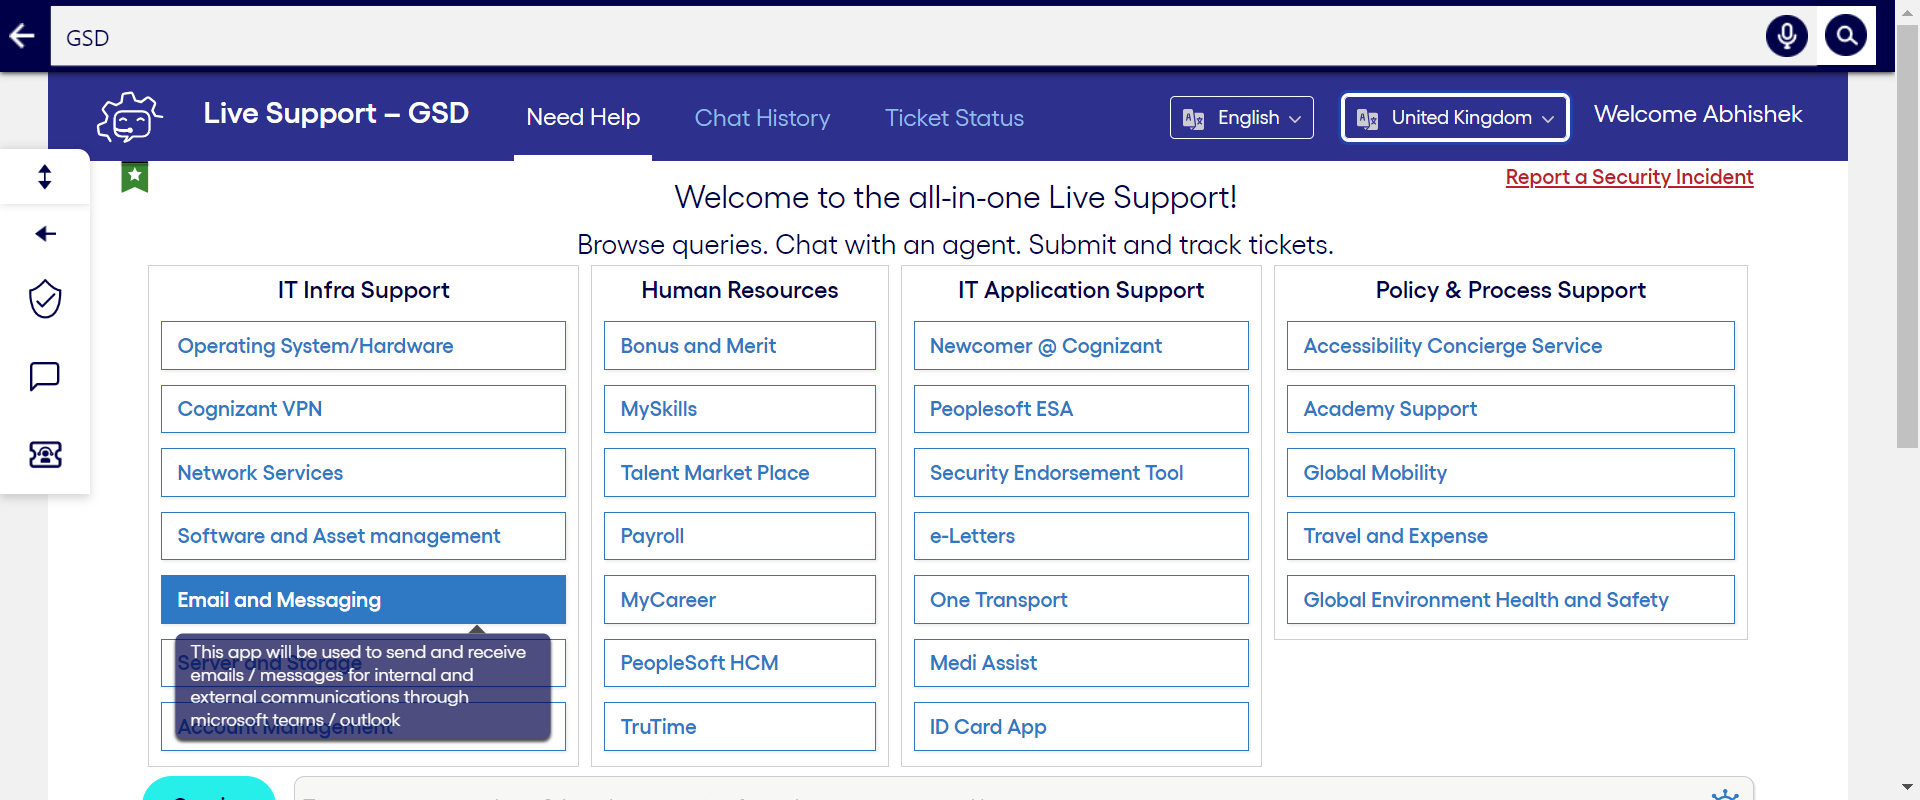 GSD
Live Support – GSD
Need Help
Chat History
Ticket Status
English
United Kingdom
Welcome Abhishek
Report a Security Incident
Welcome to the all-in-one Live Support!
Browse queries. Chat with an agent. Submit and track tickets.
IT Infra Support
Operating System/Hardware
Cognizant VPN
Network Services
Software and Asset management
Email and Messaging
This app will be used to send and receive
emails / messages for internal and
external communications through
microsoft teams / outlook
Server and Storage
Account Management
Human Resources
Bonus and Merit
MySkills
Talent Market Place
Payroll
MyCareer
PeopleSoft HCM
TruTime
IT Application Support
Newcomer @ Cognizant
Peoplesoft ESA
Security Endorsement Tool
e-Letters
One Transport
Medi Assist
ID Card App
Policy & Process Support
Accessibility Concierge Service
Academy Support
Global Mobility
Travel and Expense
Global Environment Health and Safety